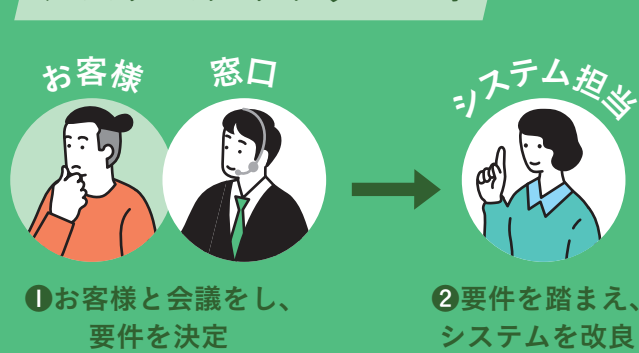 お客様
窓口
システム担当
❶お客様と会議をし、
要件を決定
❷要件を踏まえ、
システムを改良